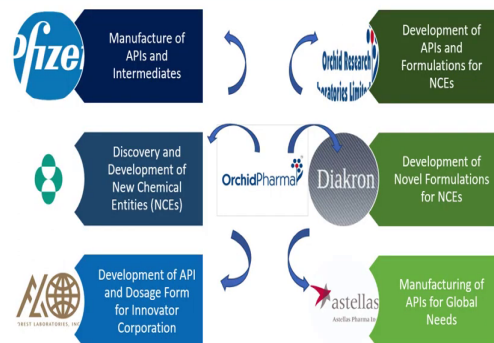 Pfizer
Manufacture of
APIs and
Intermediates
Orchid Research
Laboratories Limited
Development of
APIs and
Formulations for
NCEs
Discovery and
Development of
New Chemical
Entities (NCEs)
OrchidPharma
Diakron
Development of
Novel Formulations
for NCEs
LABORATORIES, INC
Development of API
and Dosage Form
for Innovator
Corporation
astellas
Astellas Pharma Inc
Manufacturing of
APIs for Global
Needs